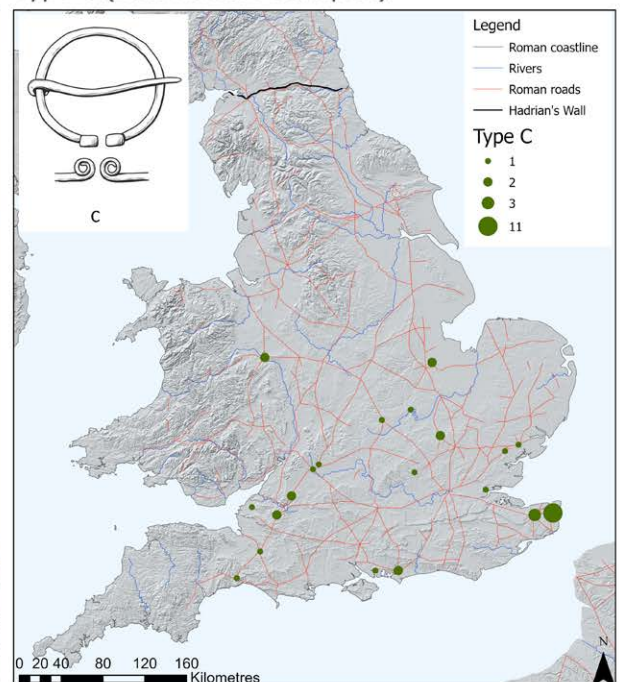 Legend
Roman coastline
Rivers
Roman roads
Hadrian's Wall
Type C
1
2
3
11
C
N
0 20 40 80 120 160
Kilometres